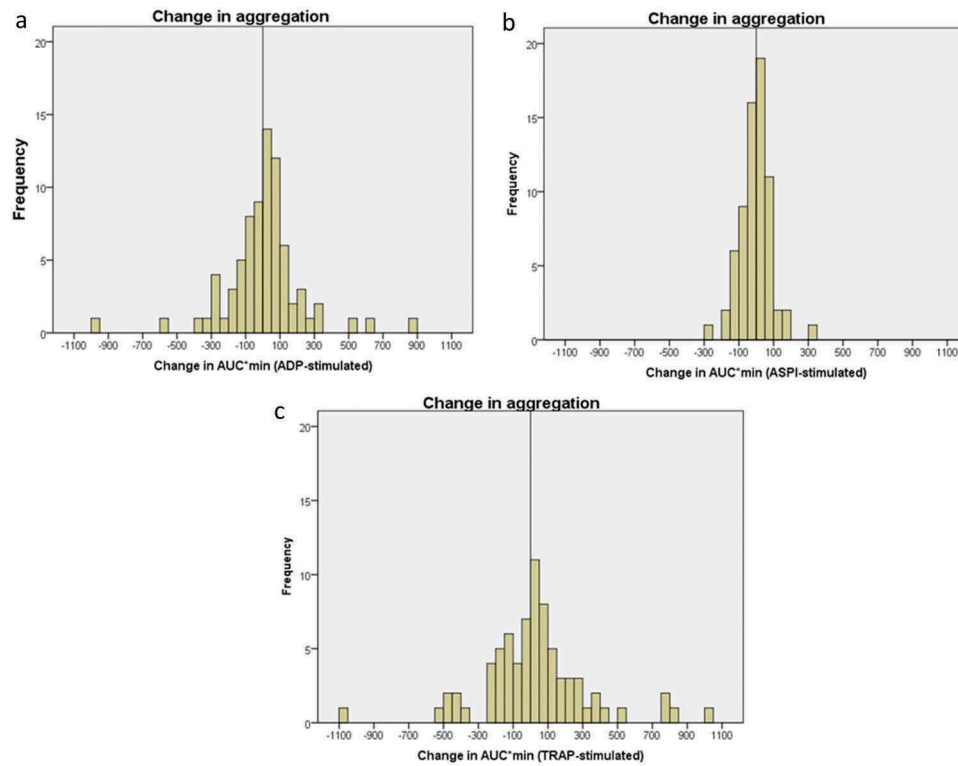 a
Change in aggregation
20
15
10
5
0
Frequency
-1100 -900 -700 -500 -300 -100 100 300 500 700 900 1100
Change in AUC*min (ADP-stimulated)
b
Change in aggregation
20
15
10
5
0
Frequency
-1100 -900 -700 -500 -300 -100 100 300 500 700 900 1100
Change in AUC*min (ASPI-stimulated)
c
Change in aggregation
20
15
10
5
0
Frequency
-1100 -900 -700 -500 -300 -100 100 300 500 700 900 1100
Change in AUC*min (TRAP-stimulated)